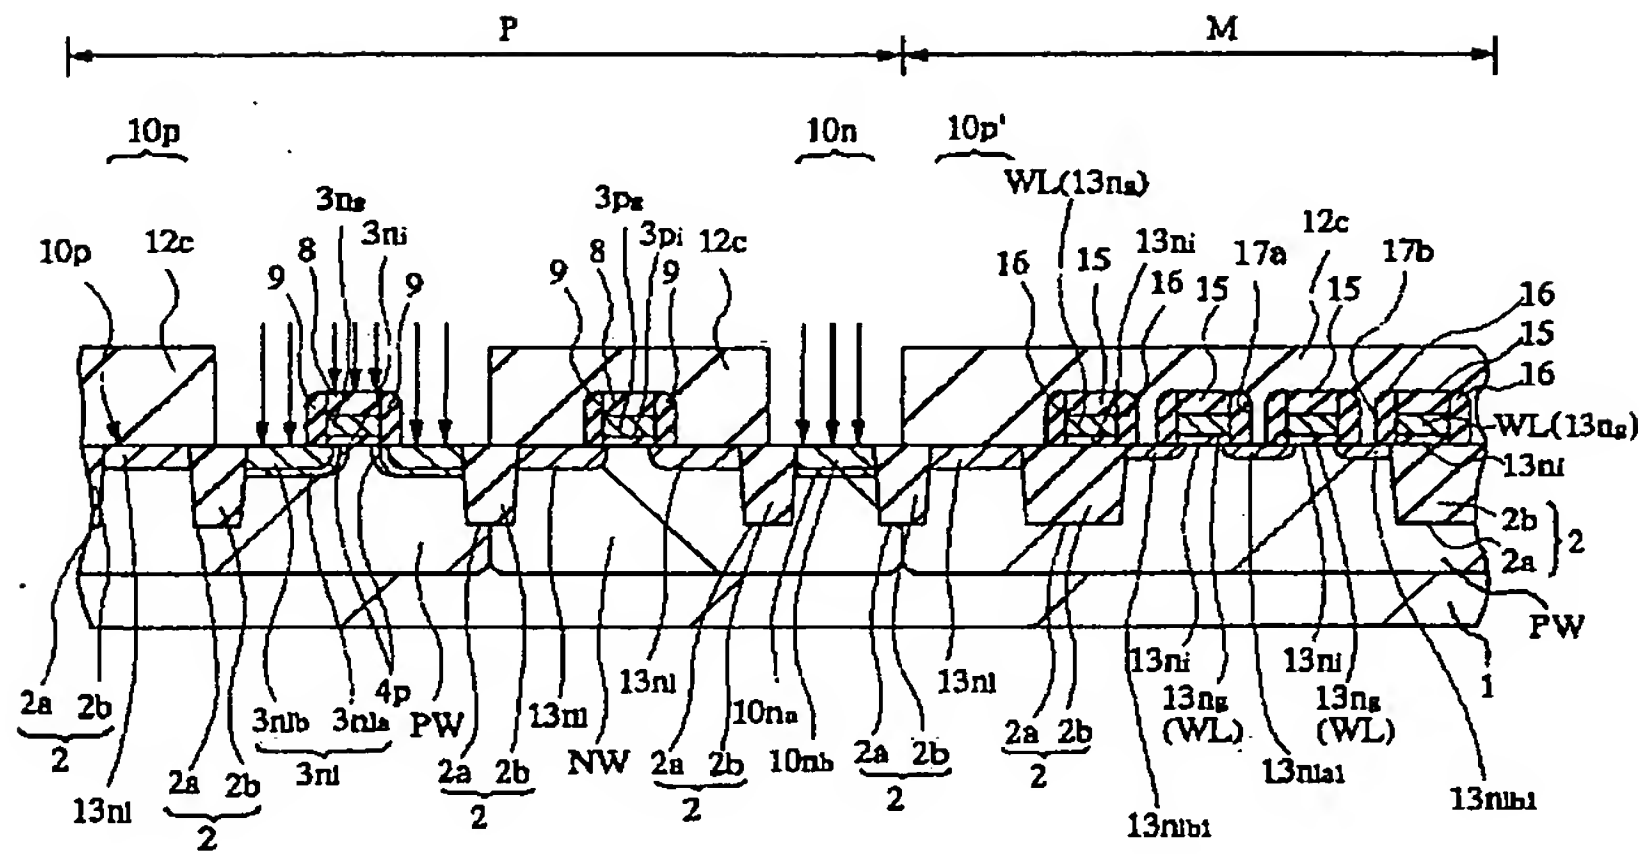 P M
10p 10n 10p'
WL(13ng)
3ng 3pg
10p 12c 8 3ni 8 3pi 12c 13ni 12c
9 9 9 9 16 15 16 15 17a 15 17b 16
15
16
WL(13ng)
13ni
2b
2a 2
PW
1
13nl 13nl 13ni 13ni
2a 2b 3nlb 3nla 4p PW 13nl 10na 13ng 13ng
(WL) (WL)
2 3nl 2a 2b NW 2a 2b 10nb 2a 2b 2a 2b 13nla1
13nl 2a 2b 2 2 2 2 13nlb1
2 13nlb1